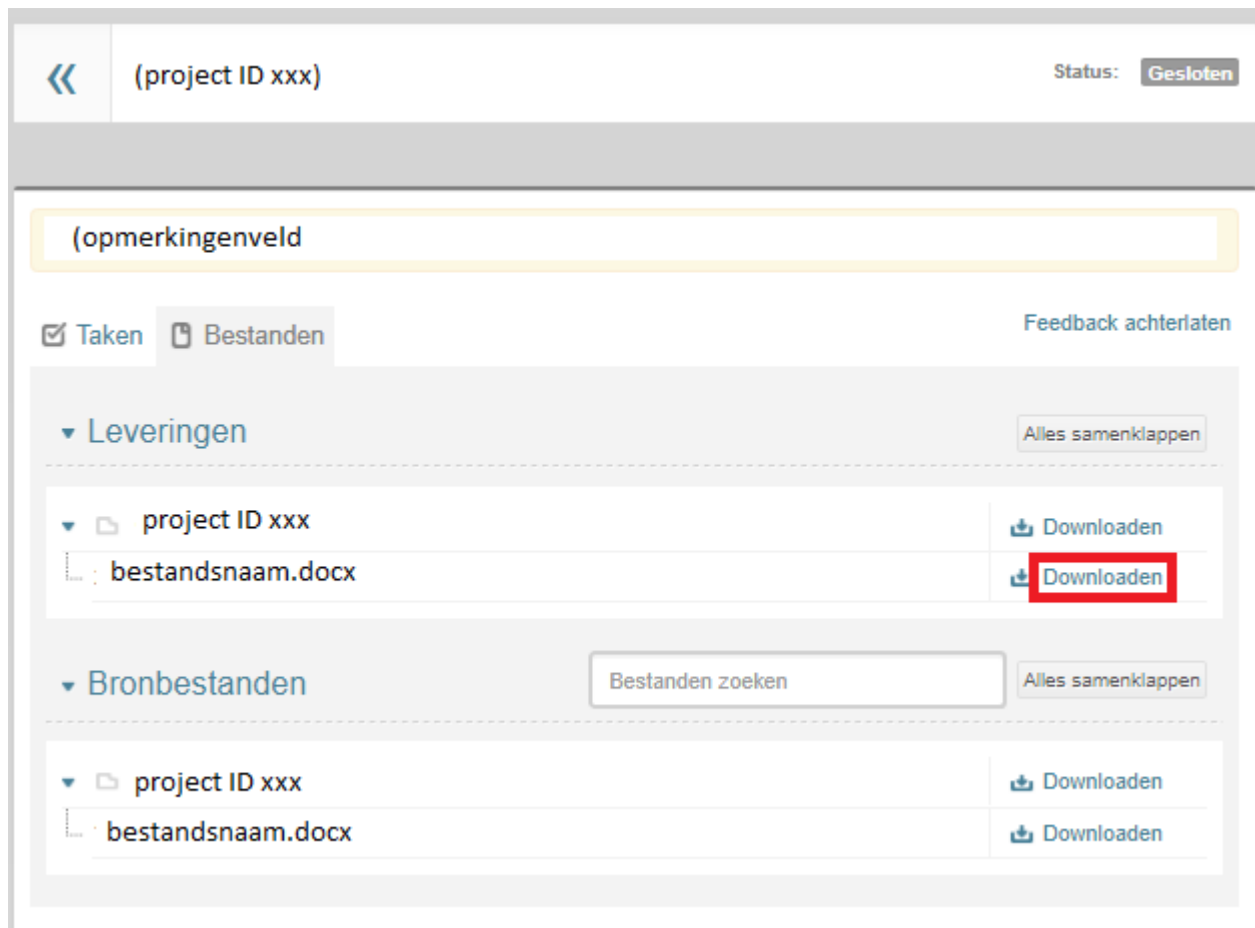 (project ID xxx)
Status: Gesloten
(opmerkingenveld
Taken Bestanden Feedback achterlaten
Leveringen Alles samenklappen
project ID xxx Downloaden
bestandsnaam.docx Downloaden
Bronbestanden Bestanden zoeken Alles samenklappen
project ID xxx Downloaden
bestandsnaam.docx Downloaden